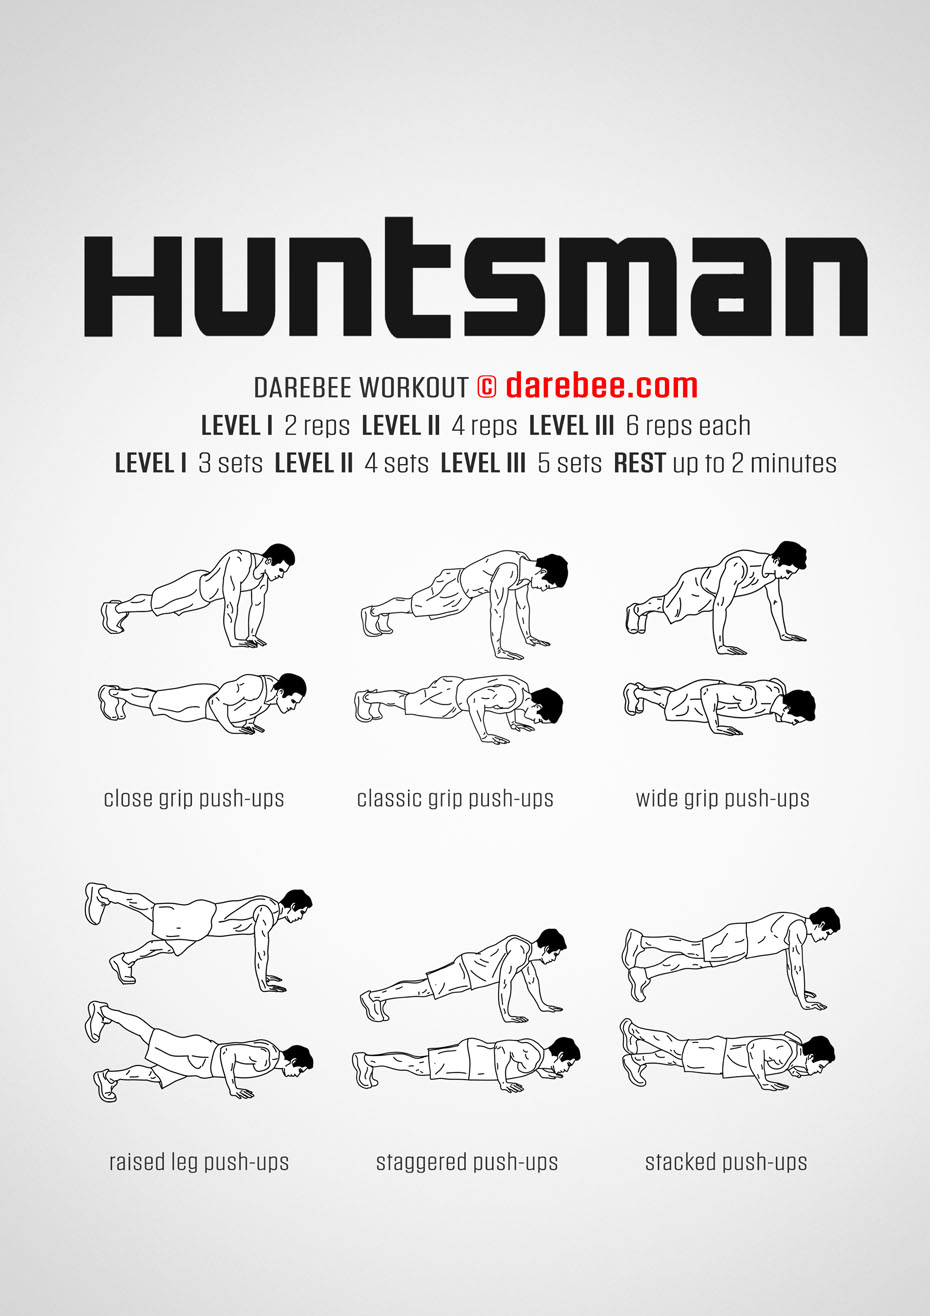 Huntsman
DAREBEE WORKOUT © darebee.com
LEVEL I 2 reps LEVEL II 4 reps LEVEL III 6 reps each
LEVEL I 3 sets LEVEL II 4 sets LEVEL III 5 sets REST up to 2 minutes
close grip push-ups
classic grip push-ups
wide grip push-ups
raised leg push-ups
staggered push-ups
stacked push-ups